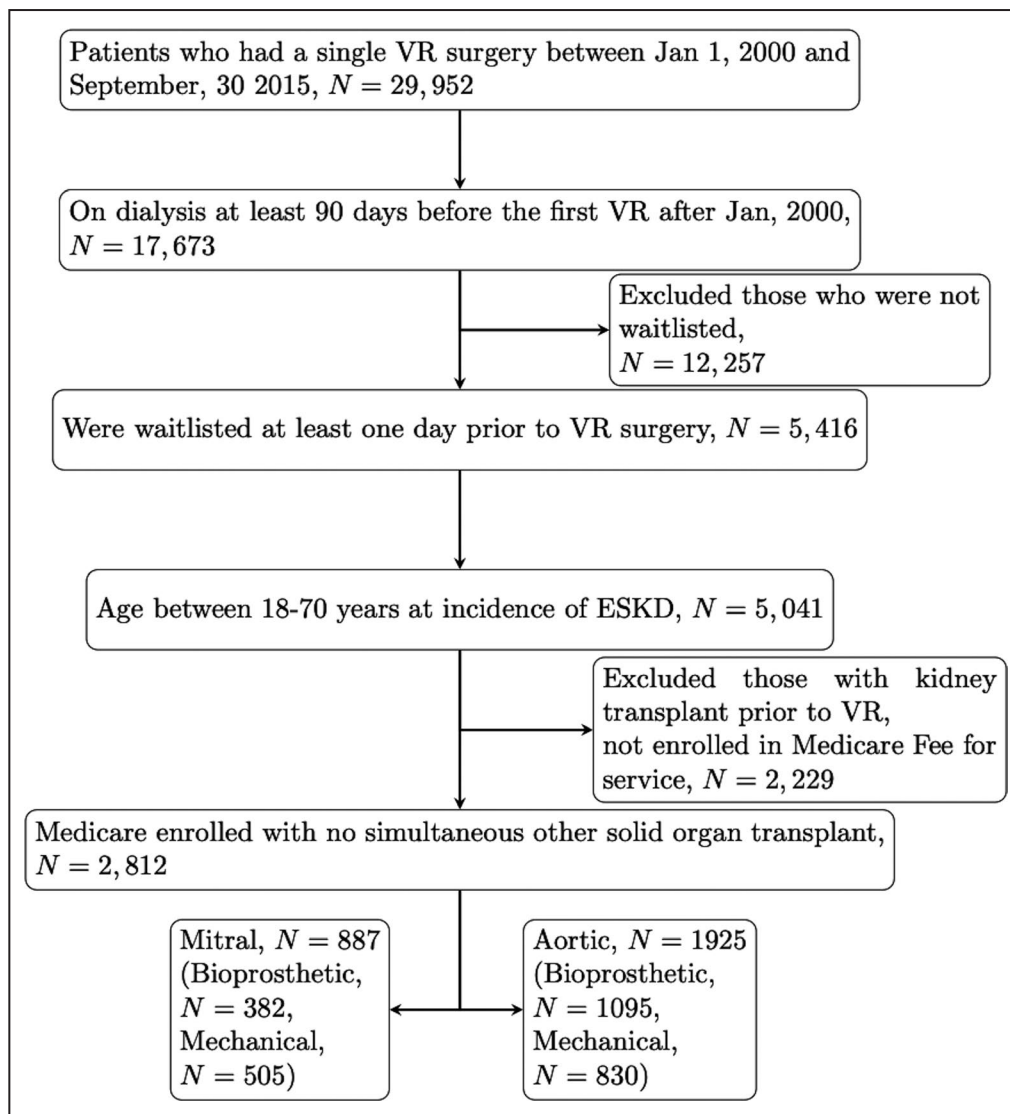 Patients who had a single VR surgery between Jan 1, 2000 and
September, 30 2015, N = 29,952
On dialysis at least 90 days before the first VR after Jan, 2000,
N = 17,673
Excluded those who were not
waitlisted,
N = 12,257
Were waitlisted at least one day prior to VR surgery, N = 5,416
Age between 18-70 years at incidence of ESKD, N = 5,041
Excluded those with kidney
transplant prior to VR,
not enrolled in Medicare Fee for
service, N = 2,229
Medicare enrolled with no simultaneous other solid organ transplant,
N = 2,812
Mitral, N = 887
(Bioprosthetic,
N = 382,
Mechanical,
N = 505)
Aortic, N = 1925
(Bioprosthetic,
N = 1095,
Mechanical,
N = 830)